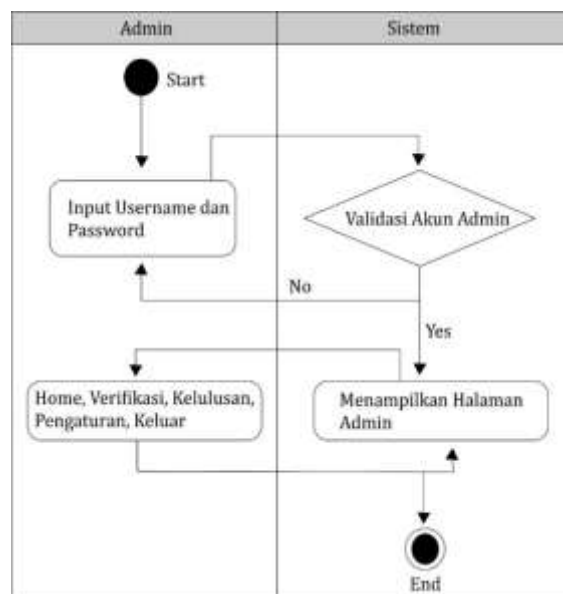 Admin
Sistem
Start
Input Username dan
Password
Validasi Akun Admin
No
Yes
Home, Verifikasi, Kelulusan,
Pengaturan, Keluar
Menampilkan Halaman
Admin
End